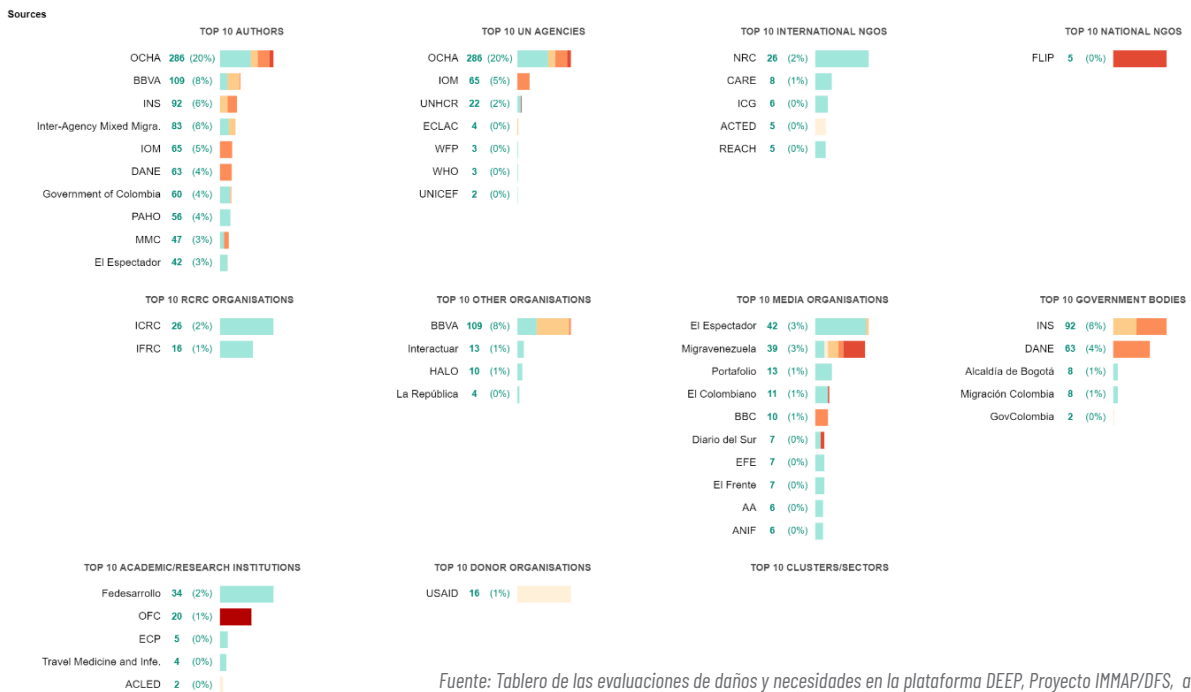 Sources
TOP 10 AUTHORS
OCHA 286 (20%)
BBVA 109 (8%)
INS 92 (6%)
Inter-Agency Mixed Migra. 83 (6%)
IOM 65 (5%)
DANE 63 (4%)
Government of Colombia 60 (4%)
PAHO 56 (4%)
MMC 47 (3%)
El Espectador 42 (3%)
TOP 10 UN AGENCIES
OCHA 286 (20%)
IOM 65 (5%)
UNHCR 22 (2%)
ECLAC 4 (0%)
WFP 3 (0%)
WHO 3 (0%)
UNICEF 2 (0%)
TOP 10 INTERNATIONAL NGOS
NRC 26 (2%)
CARE 8 (1%)
ICG 6 (0%)
ACTED 5 (0%)
REACH 5 (0%)
TOP 10 NATIONAL NGOS
FLIP 5 (0%)
TOP 10 RCRC ORGANISATIONS
ICRC 26 (2%)
IFRC 16 (1%)
TOP 10 OTHER ORGANISATIONS
BBVA 109 (8%)
Interactuar 13 (1%)
HALO 10 (1%)
La República 4 (0%)
TOP 10 MEDIA ORGANISATIONS
El Espectador 42 (3%)
Migravenezuela 39 (3%)
Portafolio 13 (1%)
El Colombiano 11 (1%)
BBC 10 (1%)
Diario del Sur 7 (0%)
EFE 7 (0%)
El Frente 7 (0%)
AA 6 (0%)
ANIF 6 (0%)
TOP 10 GOVERNMENT BODIES
INS 92 (6%)
DANE 63 (4%)
Alcaldía de Bogotá 8 (1%)
Migración Colombia 8 (1%)
GovColombia 2 (0%)
TOP 10 ACADEMIC/RESEARCH INSTITUTIONS
Fedesarrollo 34 (2%)
OFC 20 (1%)
ECP 5 (0%)
Travel Medicine and Infe. 4 (0%)
ACLED 2 (0%)
TOP 10 DONOR ORGANISATIONS
USAID 16 (1%)
TOP 10 CLUSTERS/SECTORS
Fuente: Tablero de las evaluaciones de daños y necesidades en la plataforma DEEP, Proyecto IMMAP/DFS, a